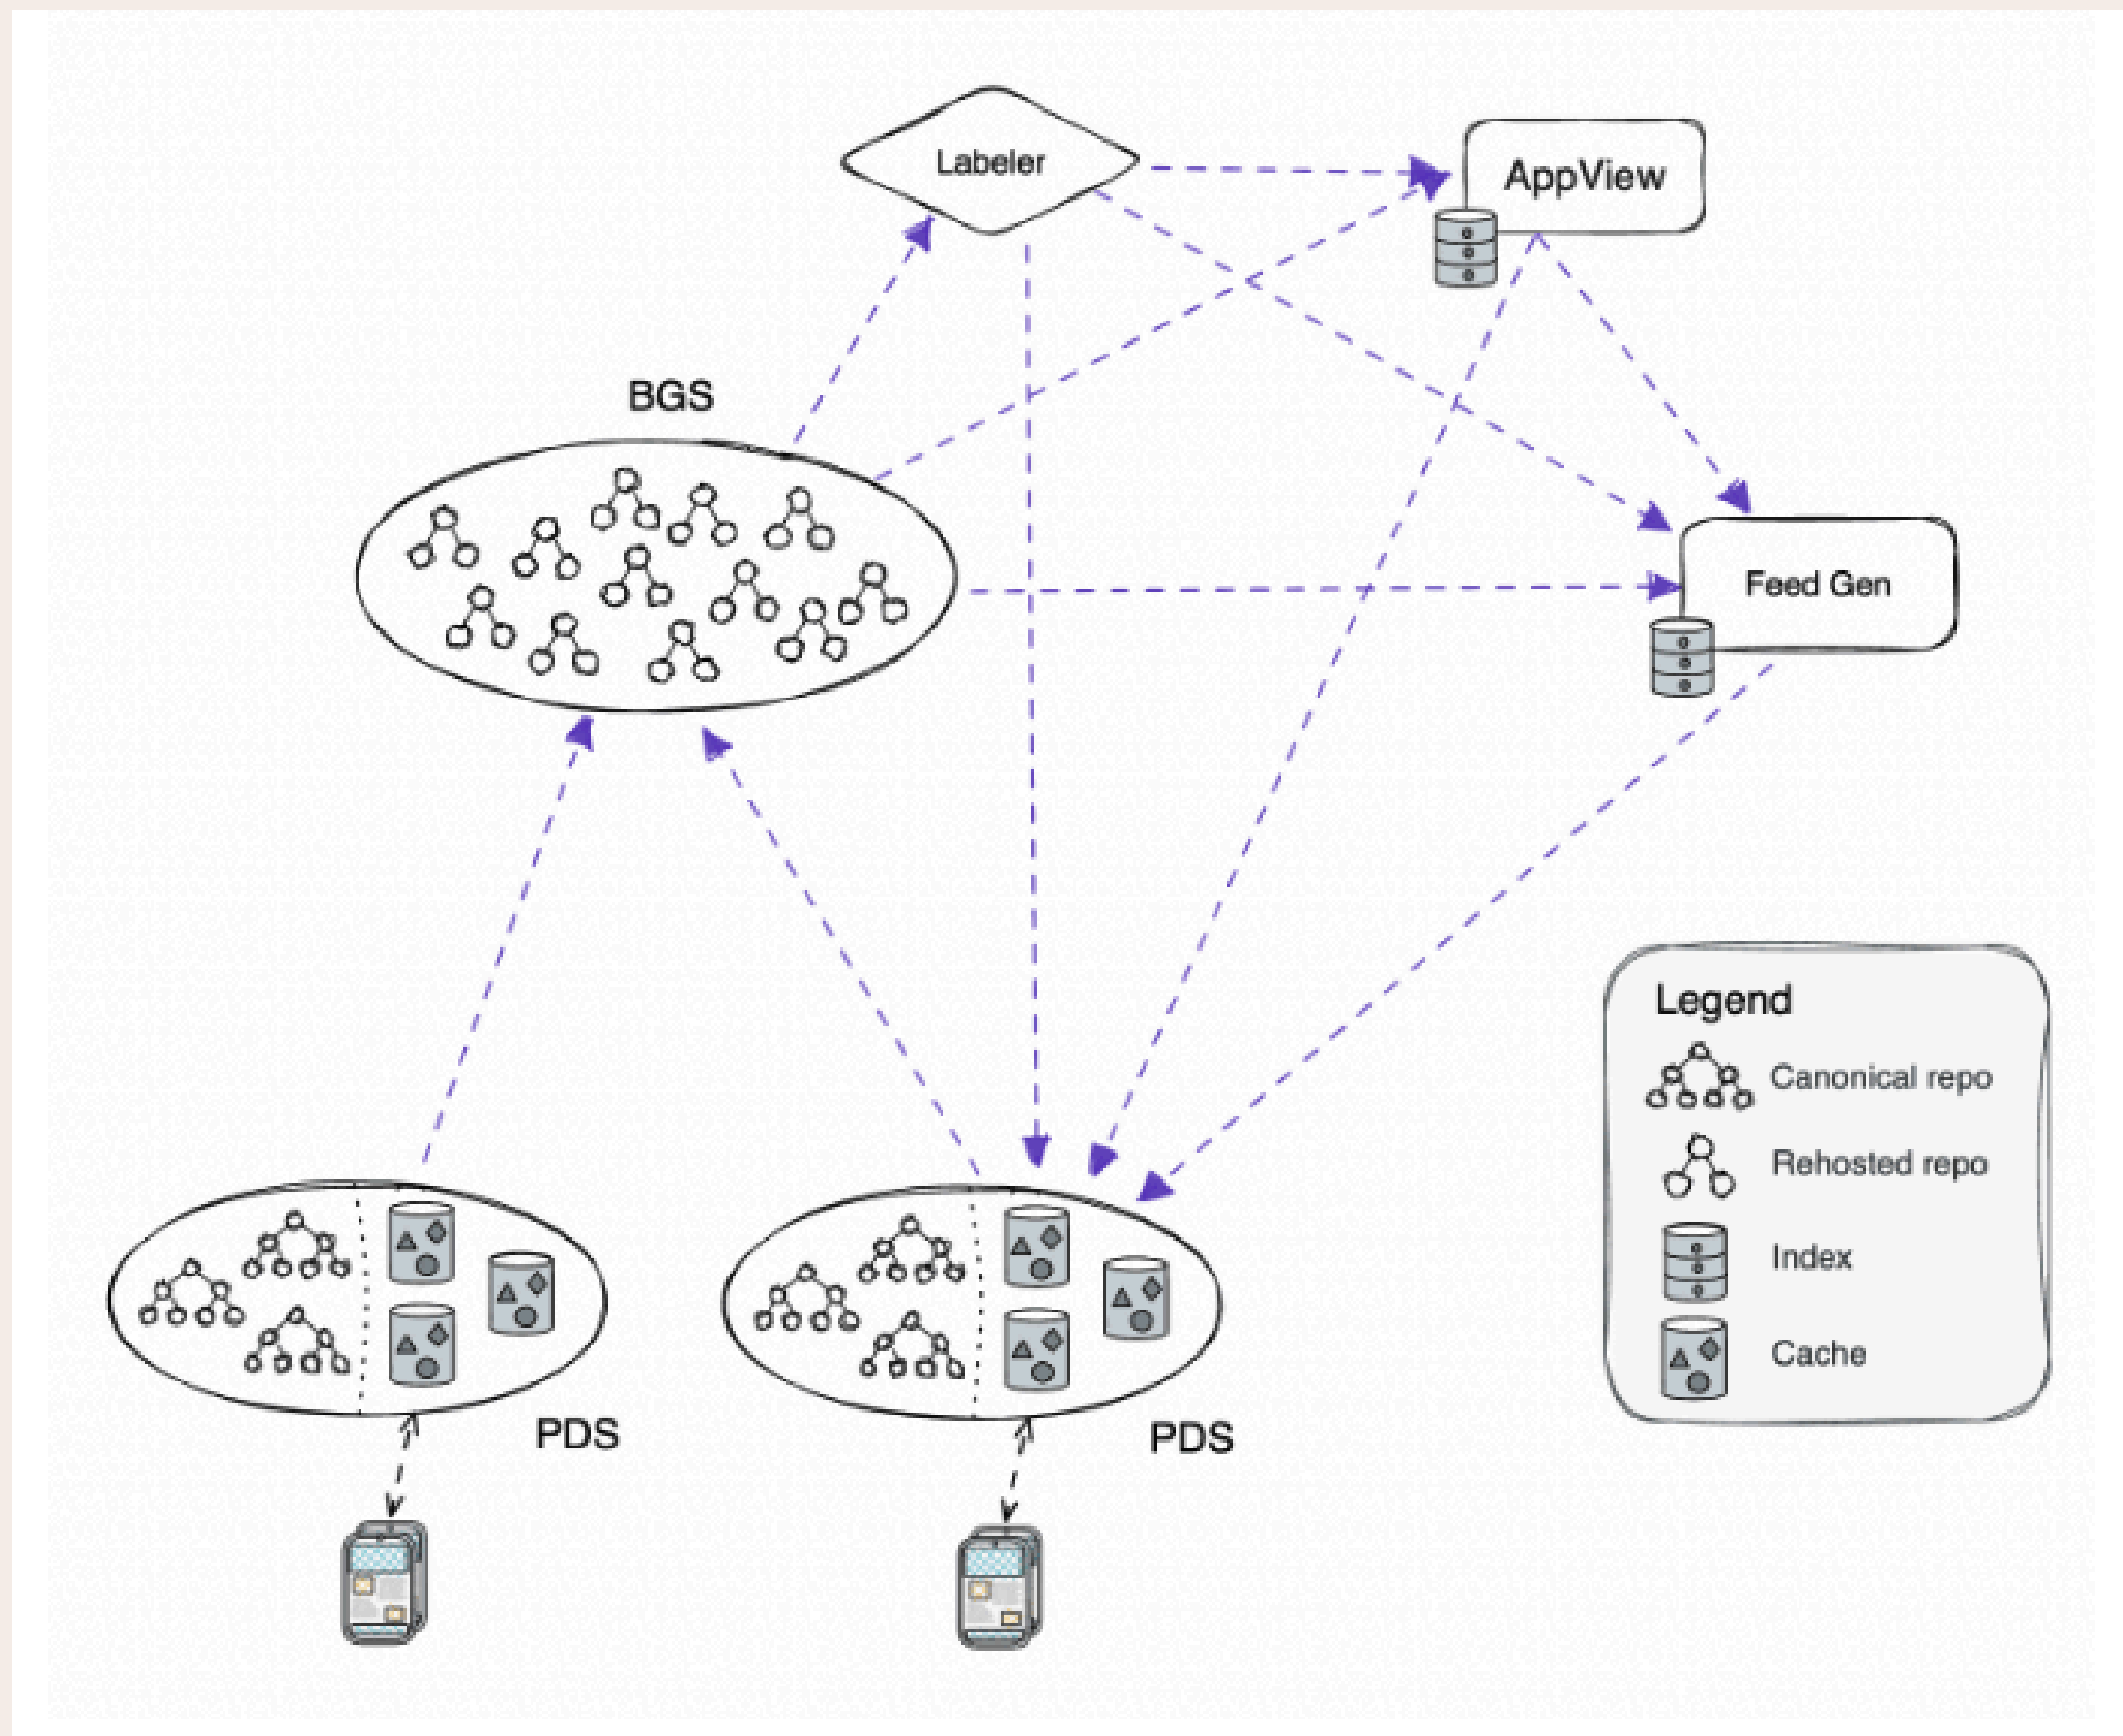 Labeler
AppView
BGS
Feed Gen
Legend
Canonical repo
Rehosted repo
Index
Cache
PDS
PDS